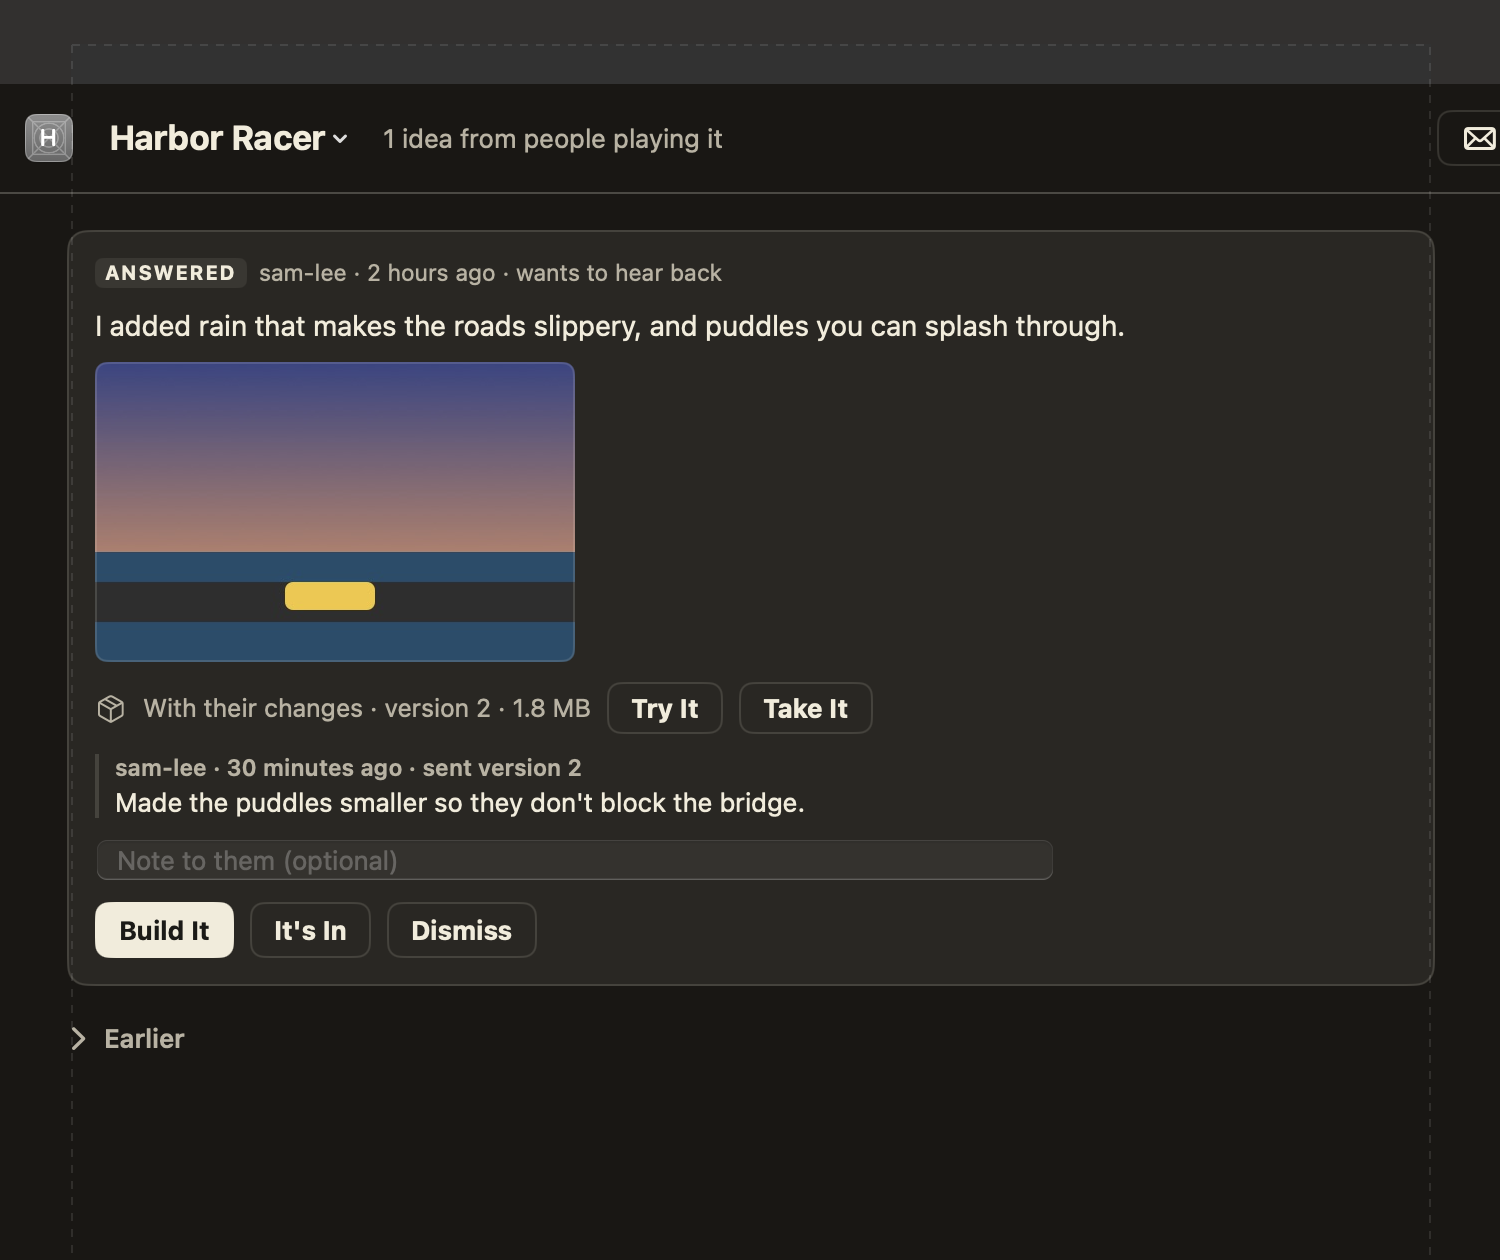 H
Harbor Racer
1 idea from people playing it
ANSWERED sam-lee · 2 hours ago · wants to hear back
I added rain that makes the roads slippery, and puddles you can splash through.
With their changes · version 2 · 1.8 MB Try It Take It
sam-lee · 30 minutes ago · sent version 2
Made the puddles smaller so they don't block the bridge.
Note to them (optional)
Build It It's In Dismiss
Earlier